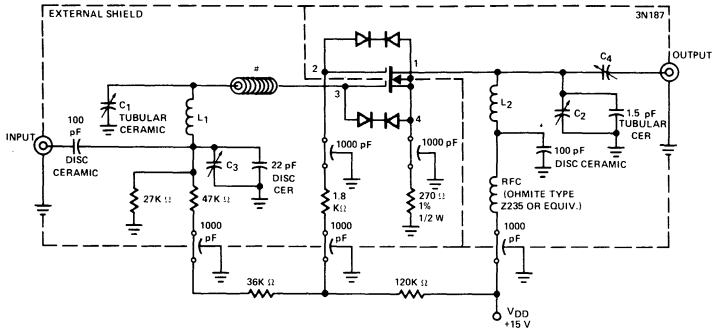 EXTERNAL SHIELD
3N187
C4
OUTPUT
#
2
1
3
4
C1
TUBULAR
CERAMIC
L1
L2
C2
1.5 pF
TUBULAR
CER
100
pF
DISC
CERAMIC
INPUT
1000 pF
1000 pF
100 pF
DISC CERAMIC
C3
22 pF
DISC
CER
RFC
(OHMITE TYPE
Z235 OR EQUIV.)
27K Ω
47K Ω
1.8
KΩ
270 Ω
1%
1/2 W
1000
pF
1000
pF
1000
pF
36K Ω
120K Ω
VDD
+15 V